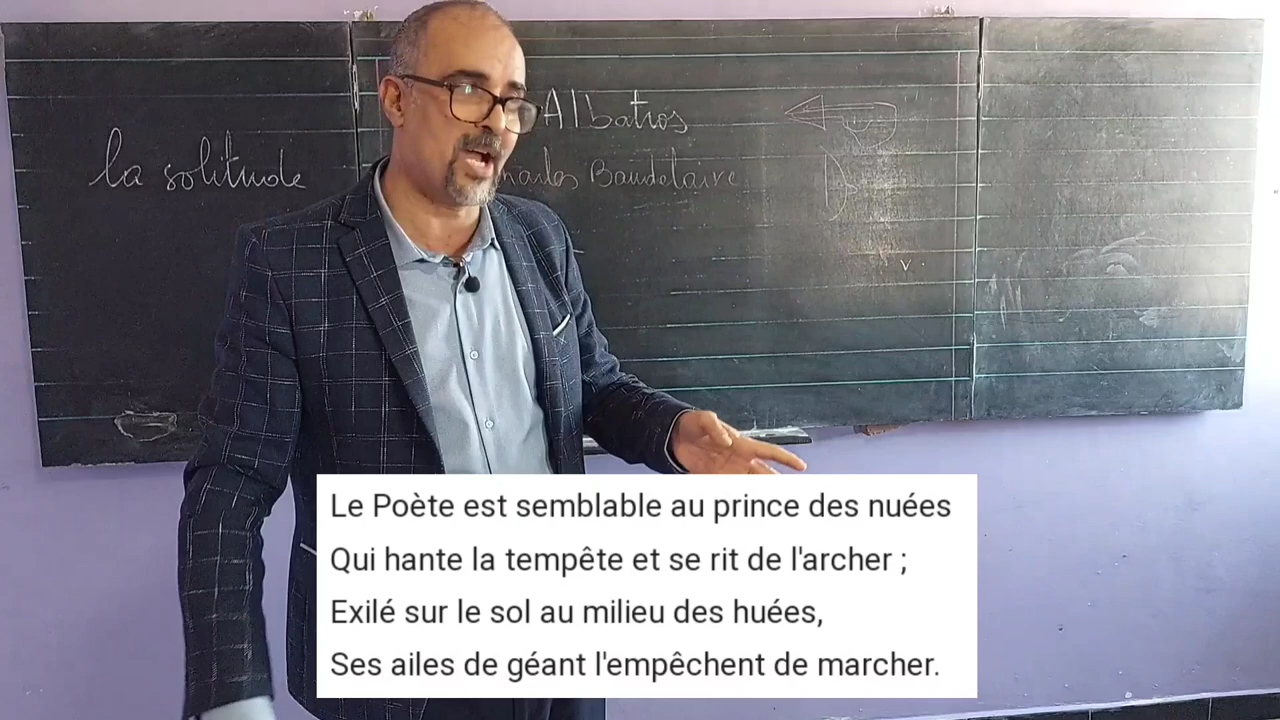 la solitude
Albatros
Baudelaire
Le Poète est semblable au prince des nuées
Qui hante la tempête et se rit de l'archer ;
Exilé sur le sol au milieu des huées,
Ses ailes de géant l'empêchent de marcher.